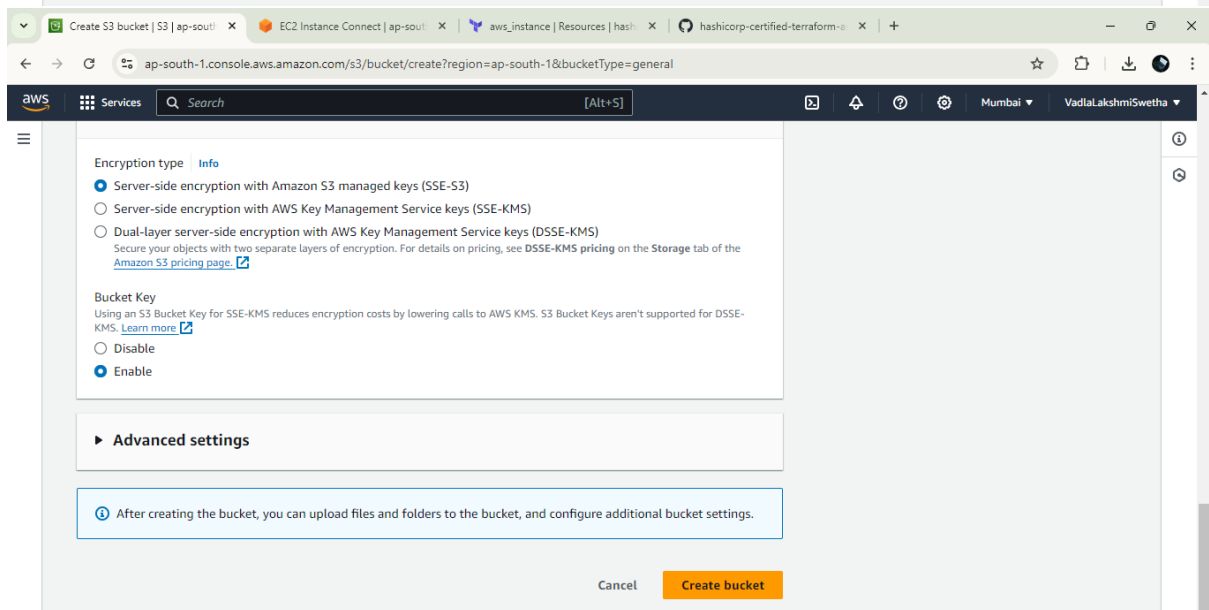 Create S3 bucket | S3 | ap-south
EC2 Instance Connect | ap-sout
aws_instance | Resources | hash
hashicorp-certified-terraform-a
ap-south-1.console.aws.amazon.com/s3/bucket/create?region=ap-south-1&bucketType=general
aws Services Search [Alt+S] Mumbai ▼ VadlaLakshmiSwetha ▼
Encryption type Info
Server-side encryption with Amazon S3 managed keys (SSE-S3)
Server-side encryption with AWS Key Management Service keys (SSE-KMS)
Dual-layer server-side encryption with AWS Key Management Service keys (DSSE-KMS)
Secure your objects with two separate layers of encryption. For details on pricing, see DSSE-KMS pricing on the Storage tab of the
Amazon S3 pricing page.
Bucket Key
Using an S3 Bucket Key for SSE-KMS reduces encryption costs by lowering calls to AWS KMS. S3 Bucket Keys aren't supported for DSSE-
KMS. Learn more
Disable
Enable
Advanced settings
After creating the bucket, you can upload files and folders to the bucket, and configure additional bucket settings.
Cancel Create bucket